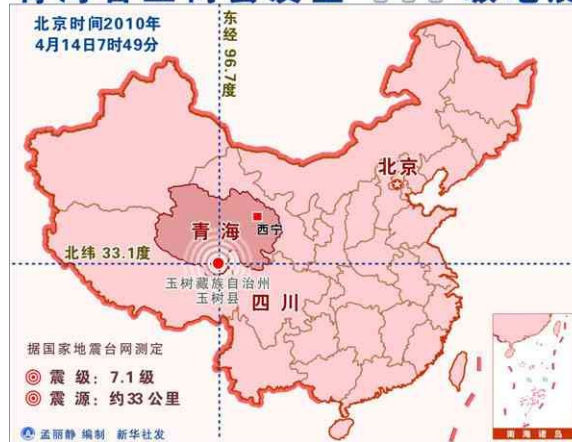 北京时间2010年
4月14日7时49分
东经 96.7度
北京
青海
西宁
北纬 33.1度
玉树藏族自治州
玉树县
四川
据国家地震台网测定
震 级：7.1级
震 源：约33公里
南海诸岛
孟丽静 编制 新华社发